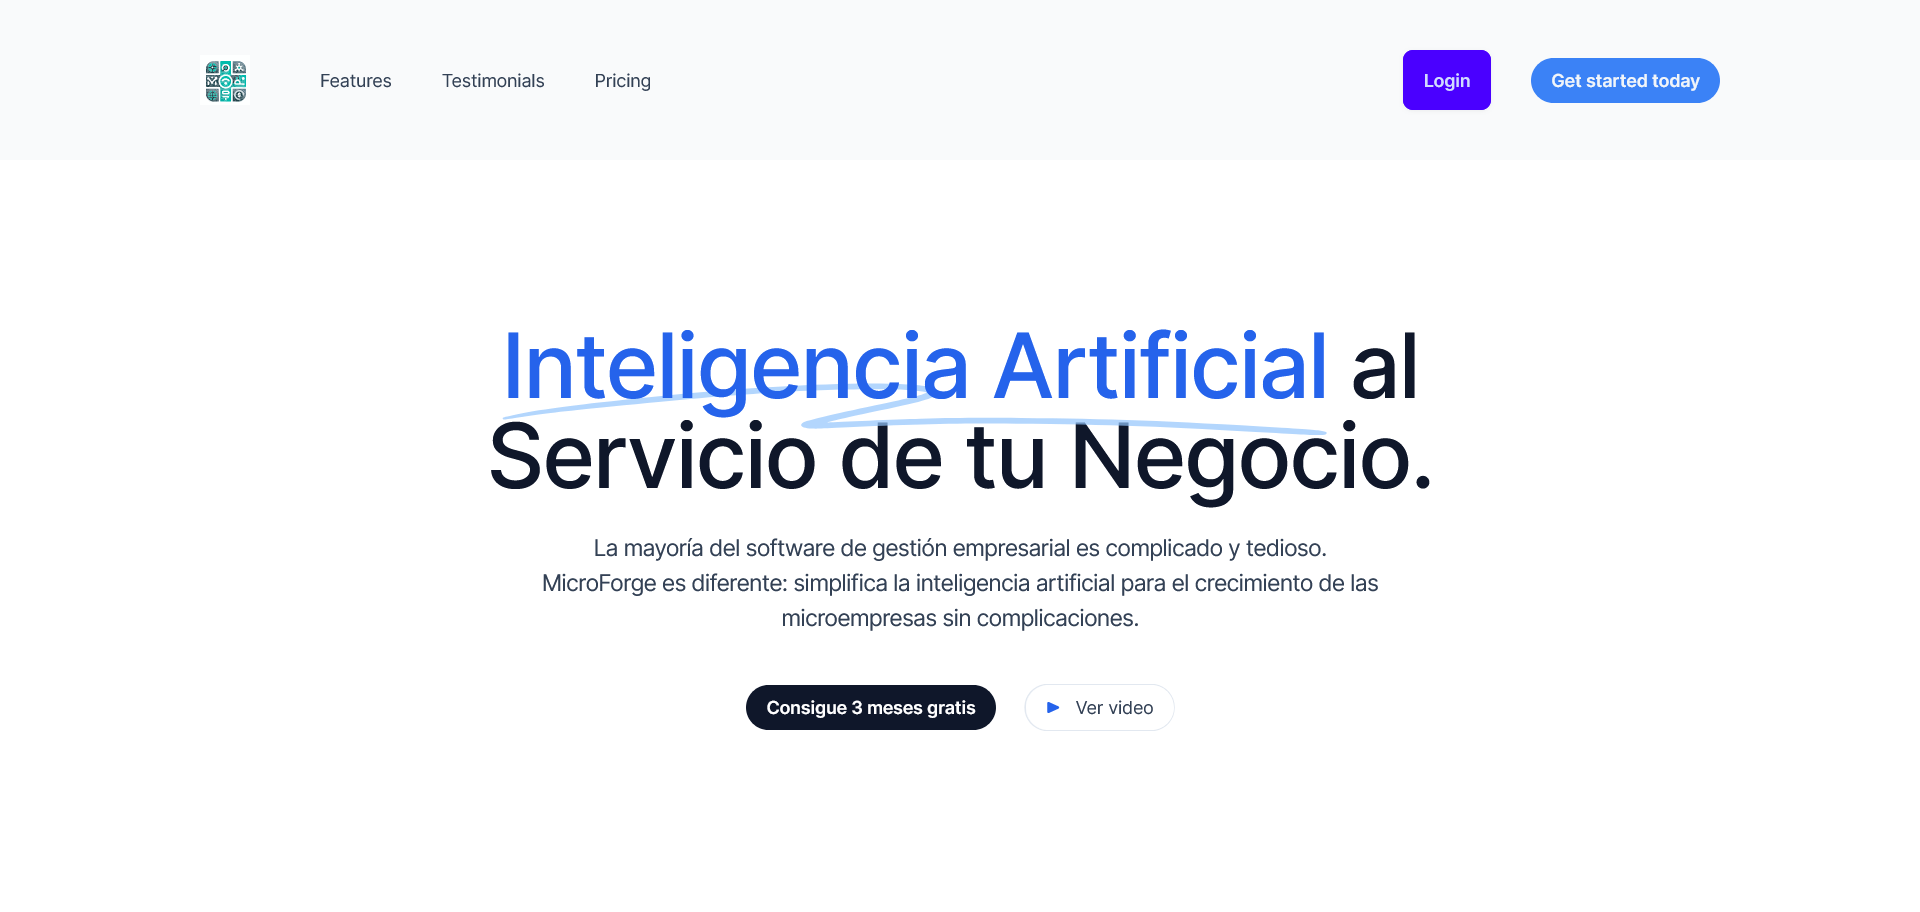 Features Testimonials Pricing Login Get started today
Inteligencia Artificial al
Servicio de tu Negocio.
La mayoría del software de gestión empresarial es complicado y tedioso.
MicroForge es diferente: simplifica la inteligencia artificial para el crecimiento de las
microempresas sin complicaciones.
Consigue 3 meses gratis Ver video